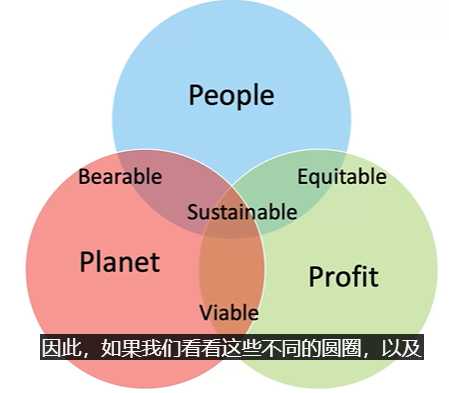 People
Bearable
Equitable
Sustainable
Planet
Profit
Viable
因此，如果我们看看这些不同的圆圈，以及